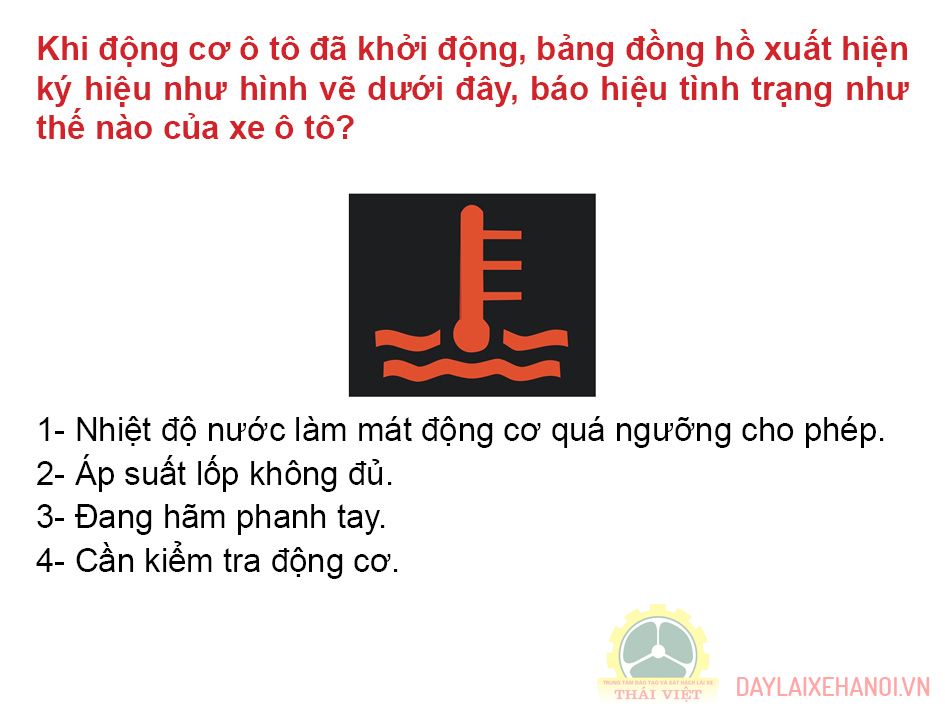 Khi động cơ ô tô đã khởi động, bảng đồng hồ xuất hiện
ký hiệu như hình vẽ dưới đây, báo hiệu tình trạng như
thế nào của xe ô tô?
1- Nhiệt độ nước làm mát động cơ quá ngưỡng cho phép.
2- Áp suất lốp không đủ.
3- Đang hãm phanh tay.
4- Cần kiểm tra động cơ.
TRUNG TÂM ĐÀO TẠO VÀ SÁT HẠCH LÁI XE
THÁI VIỆT
DAYLAIXEHANOI.VN